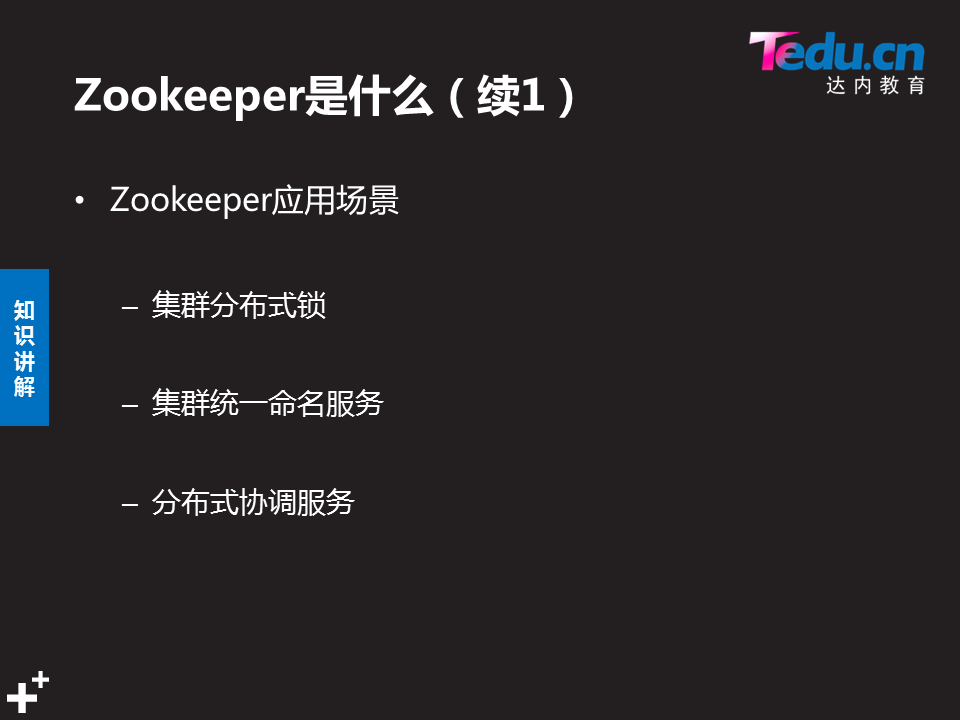 Tedu.cn
达内教育
Zookeeper是什么（续1）
• Zookeeper应用场景
– 集群分布式锁
– 集群统一命名服务
– 分布式协调服务
知识讲解